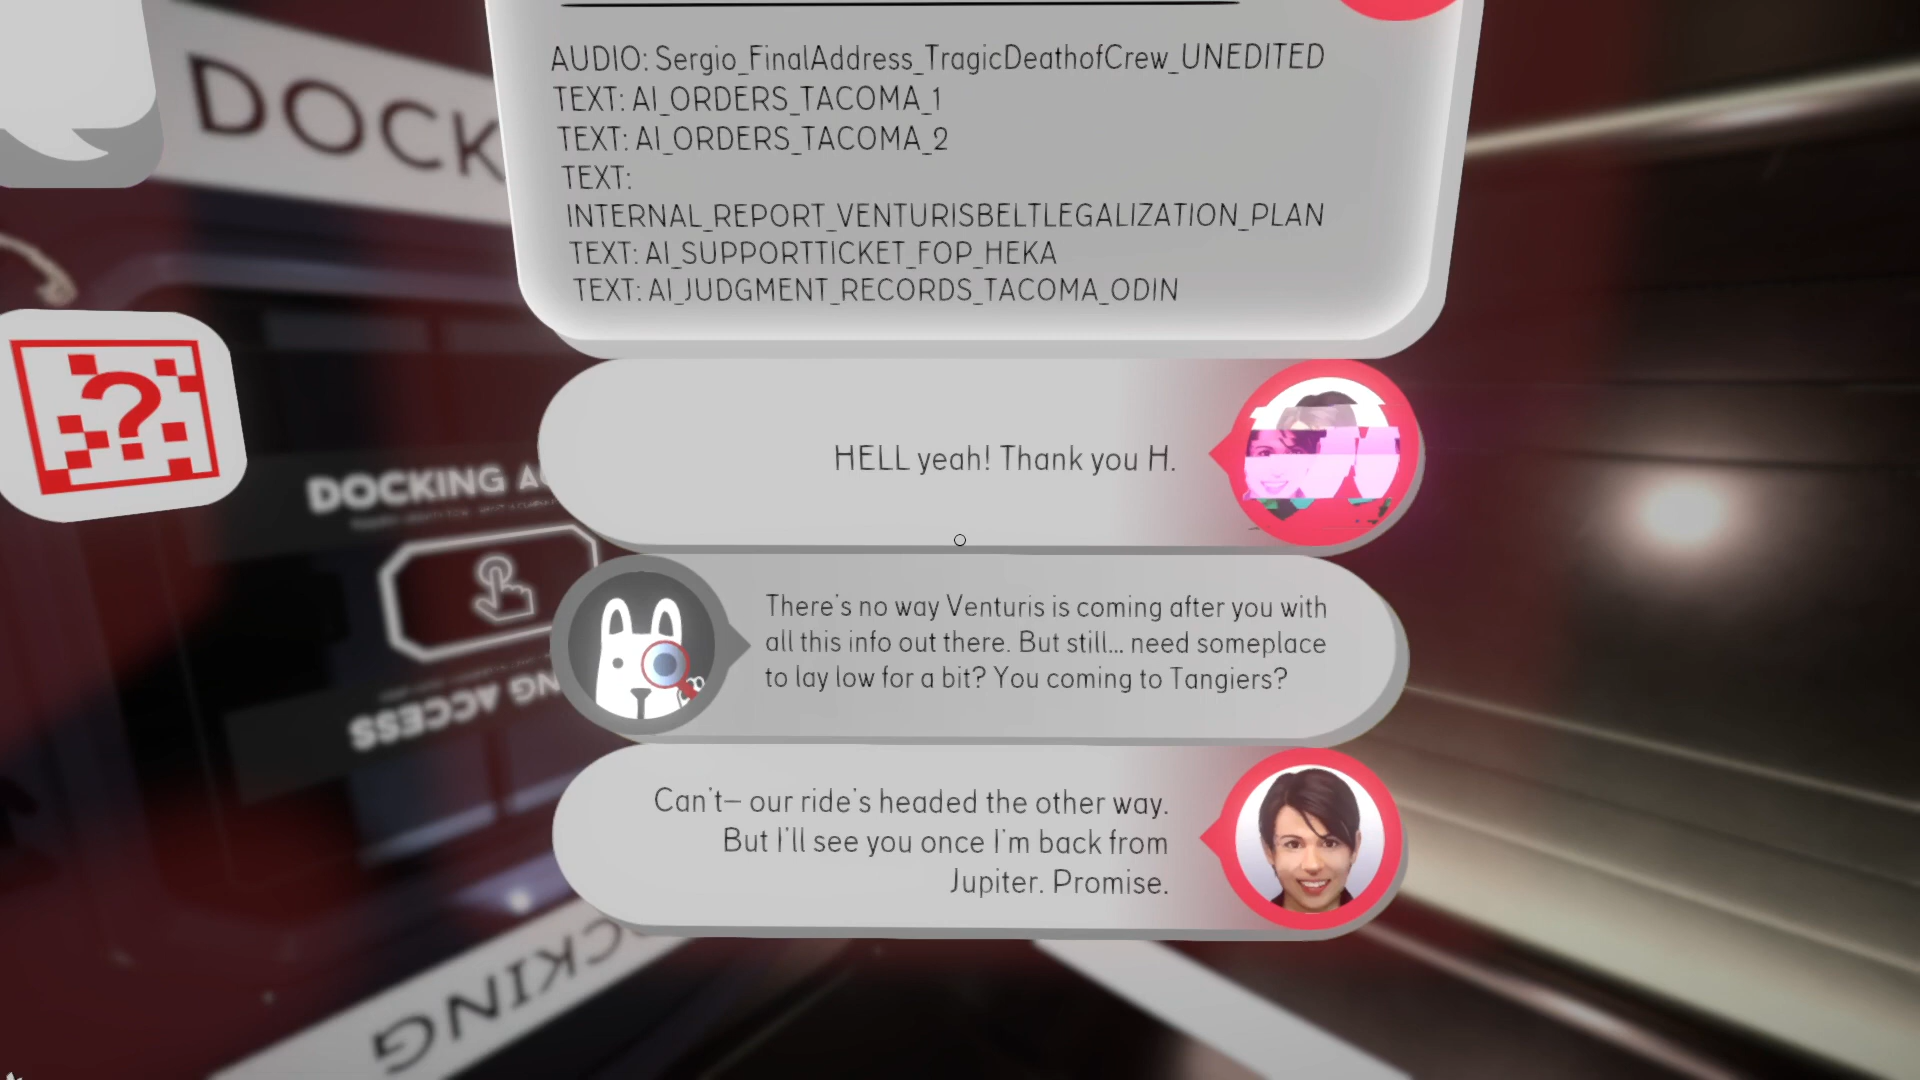 DOCK
AUDIO: Sergio_FinalAddress_TragicDeathofCrew_UNEDITED
TEXT: AI_ORDERS_TACOMA_1
TEXT: AI_ORDERS_TACOMA_2
TEXT:
INTERNAL_REPORT_VENTURISBELTLEGALIZATION_PLAN
TEXT: AI_SUPPORTTICKET_FOP_HEKA
TEXT: AI_JUDGMENT_RECORDS_TACOMA_ODIN
?
HELL yeah! Thank you H.
DOCKING A
There's no way Venturis is coming after you with
all this info out there. But still... need someplace
to lay low for a bit? You coming to Tangiers?
NG ACCESS
Can't– our ride's headed the other way.
But I'll see you once I'm back from
Jupiter. Promise.
OCKING